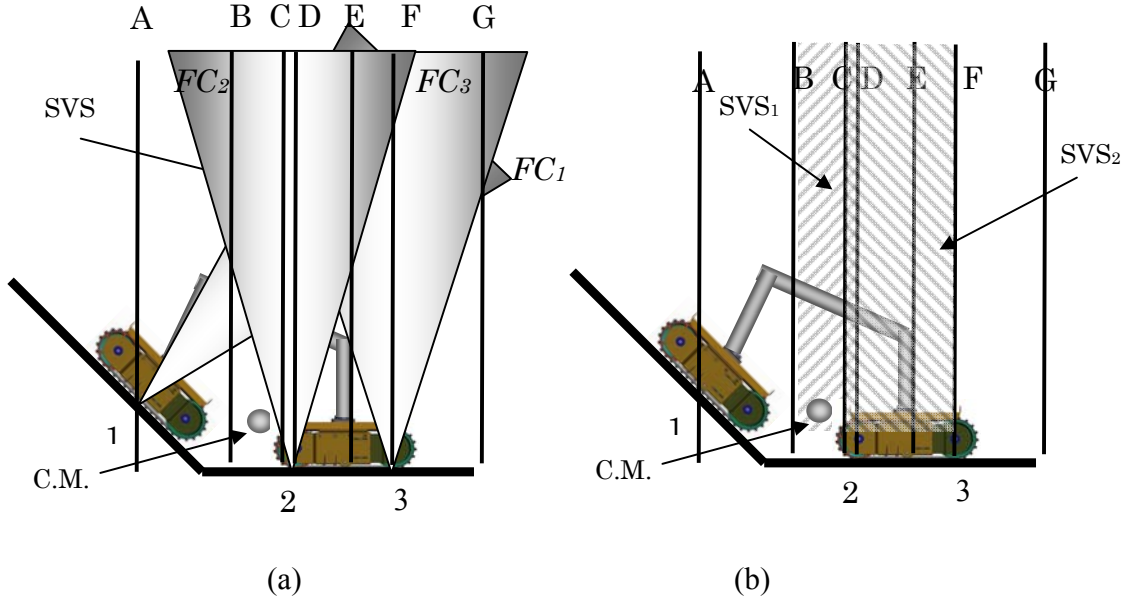 A B C D E F G
FC2 FC3
SVS
FC1
1
C.M.
2 3
(a)
A B C D E F G
SVS1
SVS2
1
C.M.
2 3
(b)